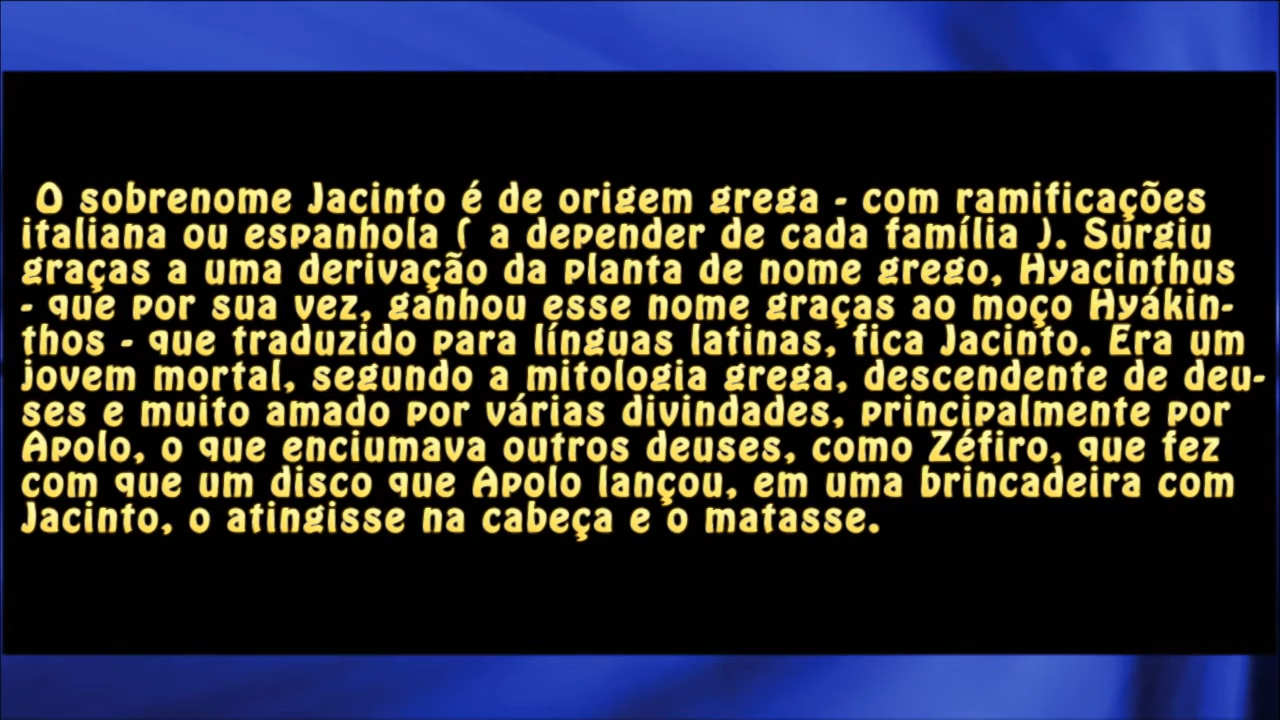 O sobrenome Jacinto é de origem grega - com ramificações
italiana ou espanhola ( a depender de cada família ). Surgiu
graças a uma derivação da planta de nome grego, Hyacinthus
- que por sua vez, ganhou esse nome graças ao moço Hyákin-
thos - que traduzido para línguas latinas, fica Jacinto. Era um
jovem mortal, segundo a mitologia grega, descendente de deu-
ses e muito amado por várias divindades, principalmente por
Apolo, o que enciumava outros deuses, como Zéfiro, que fez
com que um disco que Apolo lançou, em uma brincadeira com
Jacinto, o atingisse na cabeça e o matasse.